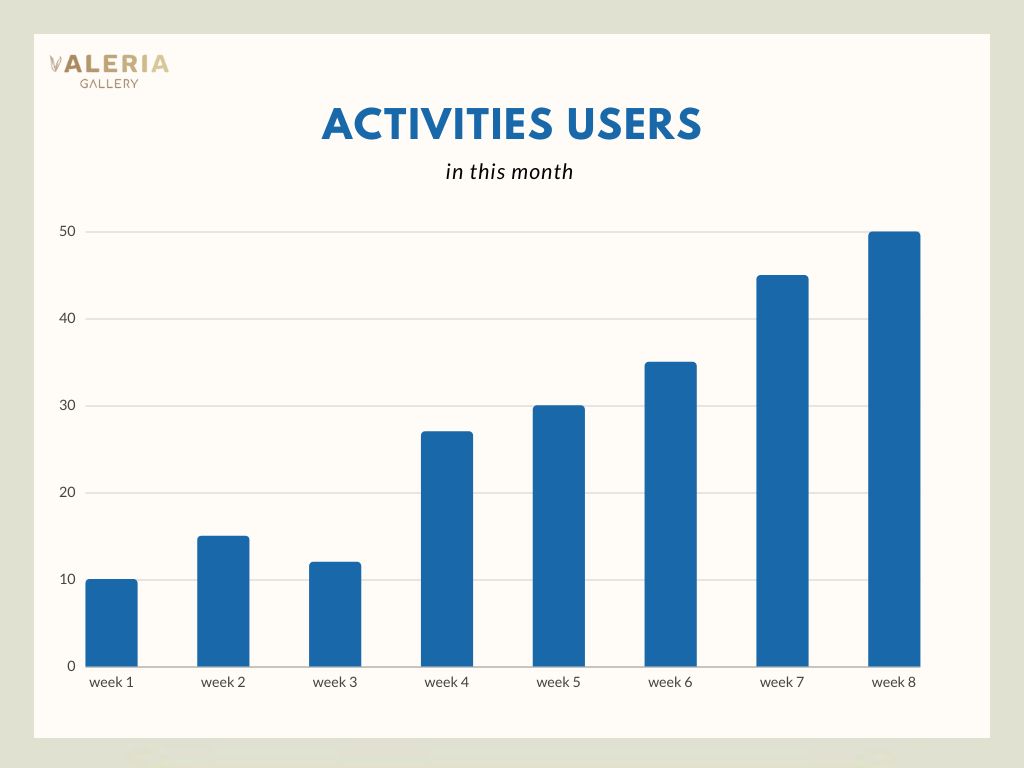 VALERIA
GALLERY
ACTIVITIES USERS
in this month
50
40
30
20
10
0
week 1 week 2 week 3 week 4 week 5 week 6 week 7 week 8